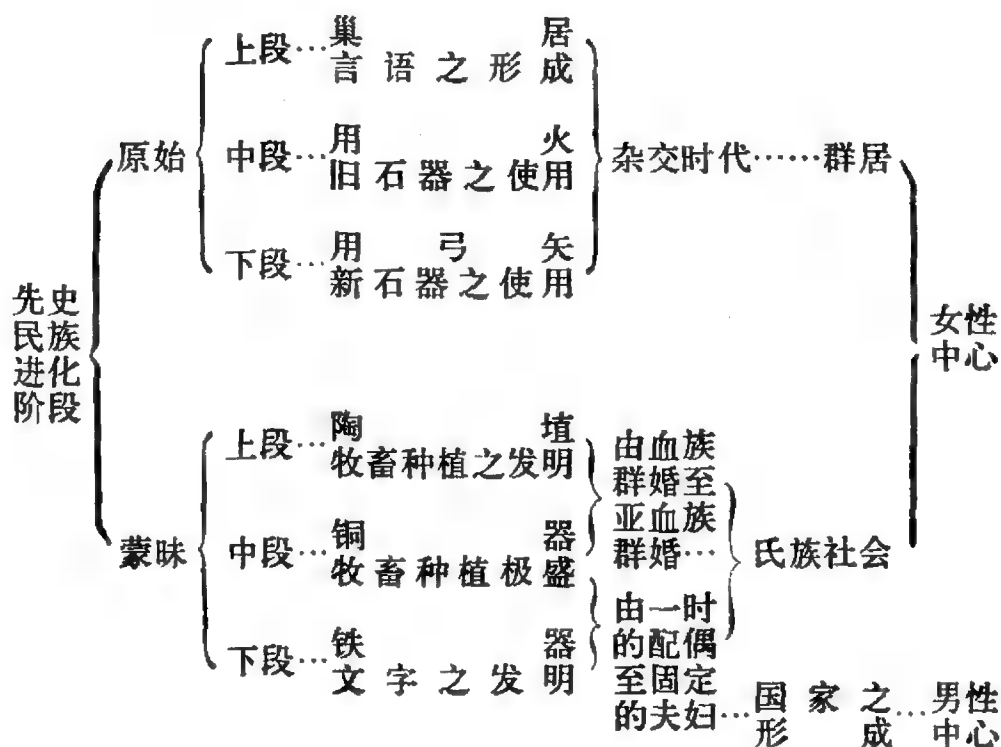 先史
民族
进化
阶段
原始
上段…巢居
言语之形成
中段…用火
旧石器之使用
下段…用弓矢
新石器之使用
杂交时代……群居
蒙昧
上段…陶埴
牧畜种植之发明
中段…铜器
牧畜种植极盛
下段…铁器
文字之发明
由血族
群婚至
亚血族
群婚…
由一时
的配偶
至固定
的夫妇…国家之
形成…男性
中心
氏族社会
女性
中心